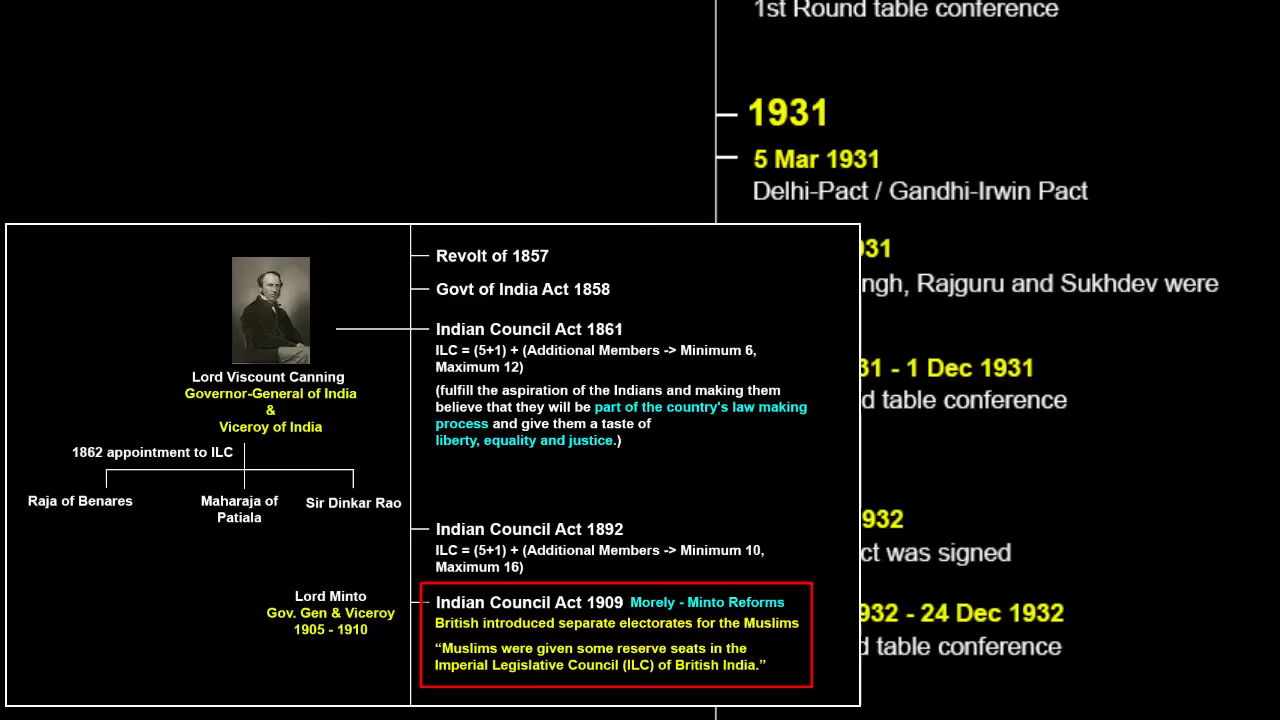 1st Round table conference
1931
5 Mar 1931
Delhi-Pact / Gandhi-Irwin Pact
31
ngh, Rajguru and Sukhdev were
31 - 1 Dec 1931
d table conference
932
ct was signed
932 - 24 Dec 1932
d table conference
Revolt of 1857
Govt of India Act 1858
Indian Council Act 1861
ILC = (5+1) + (Additional Members -> Minimum 6,
Maximum 12)
(fulfill the aspiration of the Indians and making them
believe that they will be part of the country's law making
process and give them a taste of
liberty, equality and justice.)
Lord Viscount Canning
Governor-General of India
&
Viceroy of India
1862 appointment to ILC
Raja of Benares
Maharaja of
Patiala
Sir Dinkar Rao
Indian Council Act 1892
ILC = (5+1) + (Additional Members -> Minimum 10,
Maximum 16)
Lord Minto
Gov. Gen & Viceroy
1905 - 1910
Indian Council Act 1909 Morely - Minto Reforms
British introduced separate electorates for the Muslims
“Muslims were given some reserve seats in the
Imperial Legislative Council (ILC) of British India.”